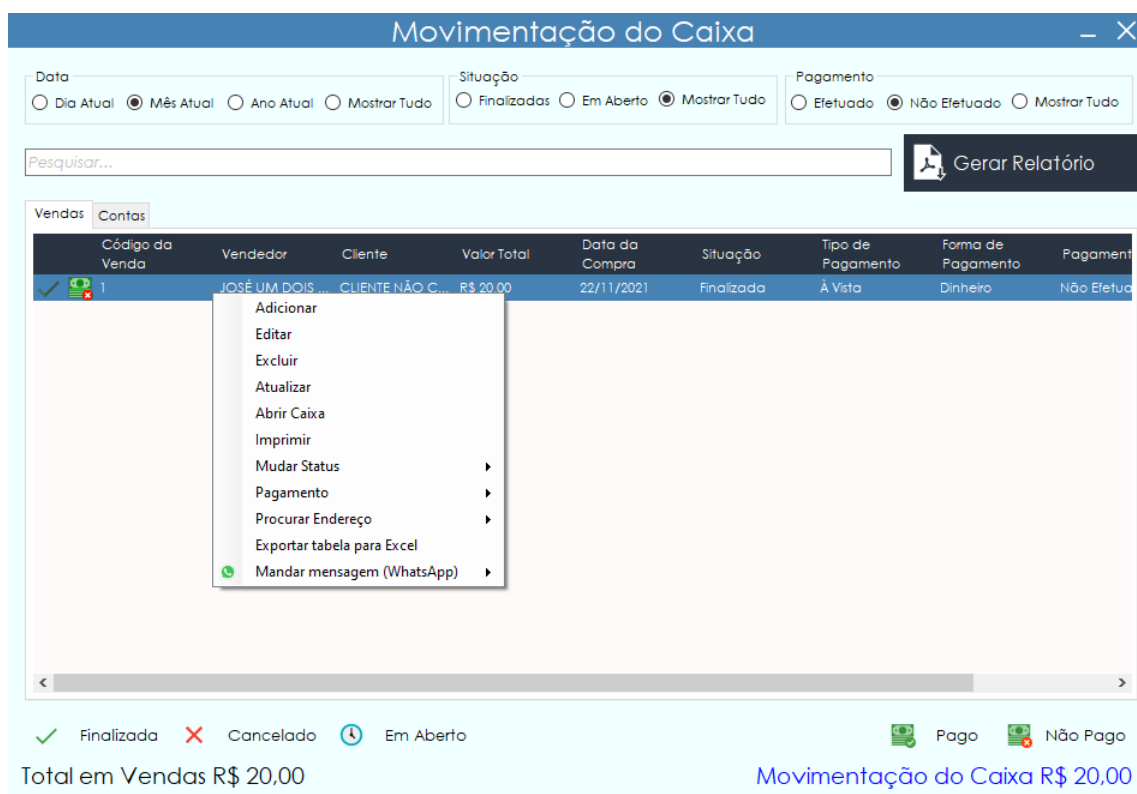 Movimentação do Caixa
Data
Dia Atual Mês Atual Ano Atual Mostrar Tudo
Situação
Finalizadas Em Aberto Mostrar Tudo
Pagamento
Efetuado Não Efetuado Mostrar Tudo
Pesquisar...
Gerar Relatório
Vendas Contas
Código da Venda Vendedor Cliente Valor Total Data da Compra Situação Tipo de Pagamento Forma de Pagamento Pagament
1 JOSÉ UM DOIS ... CLIENTE NÃO C... R$ 20,00 22/11/2021 Finalizada À Vista Dinheiro Não Efetua
Adicionar
Editar
Excluir
Atualizar
Abrir Caixa
Imprimir
Mudar Status
Pagamento
Procurar Endereço
Exportar tabela para Excel
Mandar mensagem (WhatsApp)
Finalizada Cancelado Em Aberto Pago Não Pago
Total em Vendas R$ 20,00 Movimentação do Caixa R$ 20,00